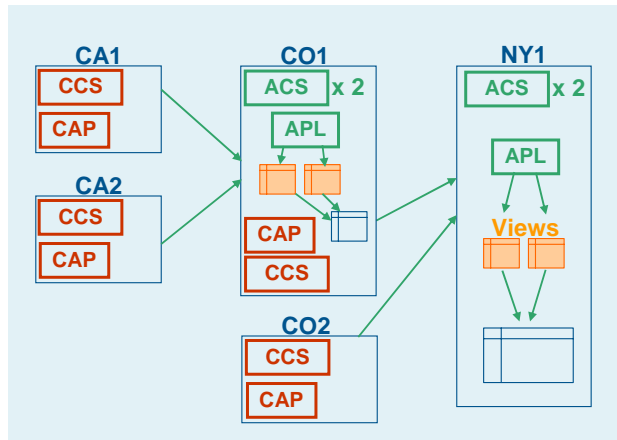 CA1
CCS
CAP
CA2
CCS
CAP
CO1
ACS x 2
APL
CAP
CCS
CO2
CCS
CAP
NY1
ACS x 2
APL
Views